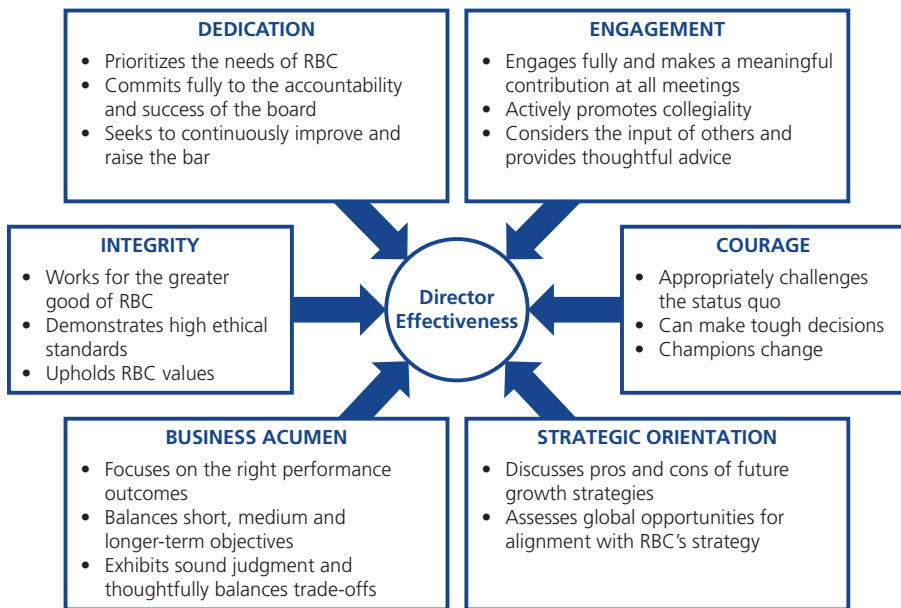 DEDICATION
• Prioritizes the needs of RBC
• Commits fully to the accountability
and success of the board
• Seeks to continuously improve and
raise the bar
ENGAGEMENT
• Engages fully and makes a meaningful
contribution at all meetings
• Actively promotes collegiality
• Considers the input of others and
provides thoughtful advice
INTEGRITY
• Works for the greater
good of RBC
• Demonstrates high ethical
standards
• Upholds RBC values
Director
Effectiveness
COURAGE
• Appropriately challenges
the status quo
• Can make tough decisions
• Champions change
BUSINESS ACUMEN
• Focuses on the right performance
outcomes
• Balances short, medium and
longer-term objectives
• Exhibits sound judgment and
thoughtfully balances trade-offs
STRATEGIC ORIENTATION
• Discusses pros and cons of future
growth strategies
• Assesses global opportunities for
alignment with RBC’s strategy